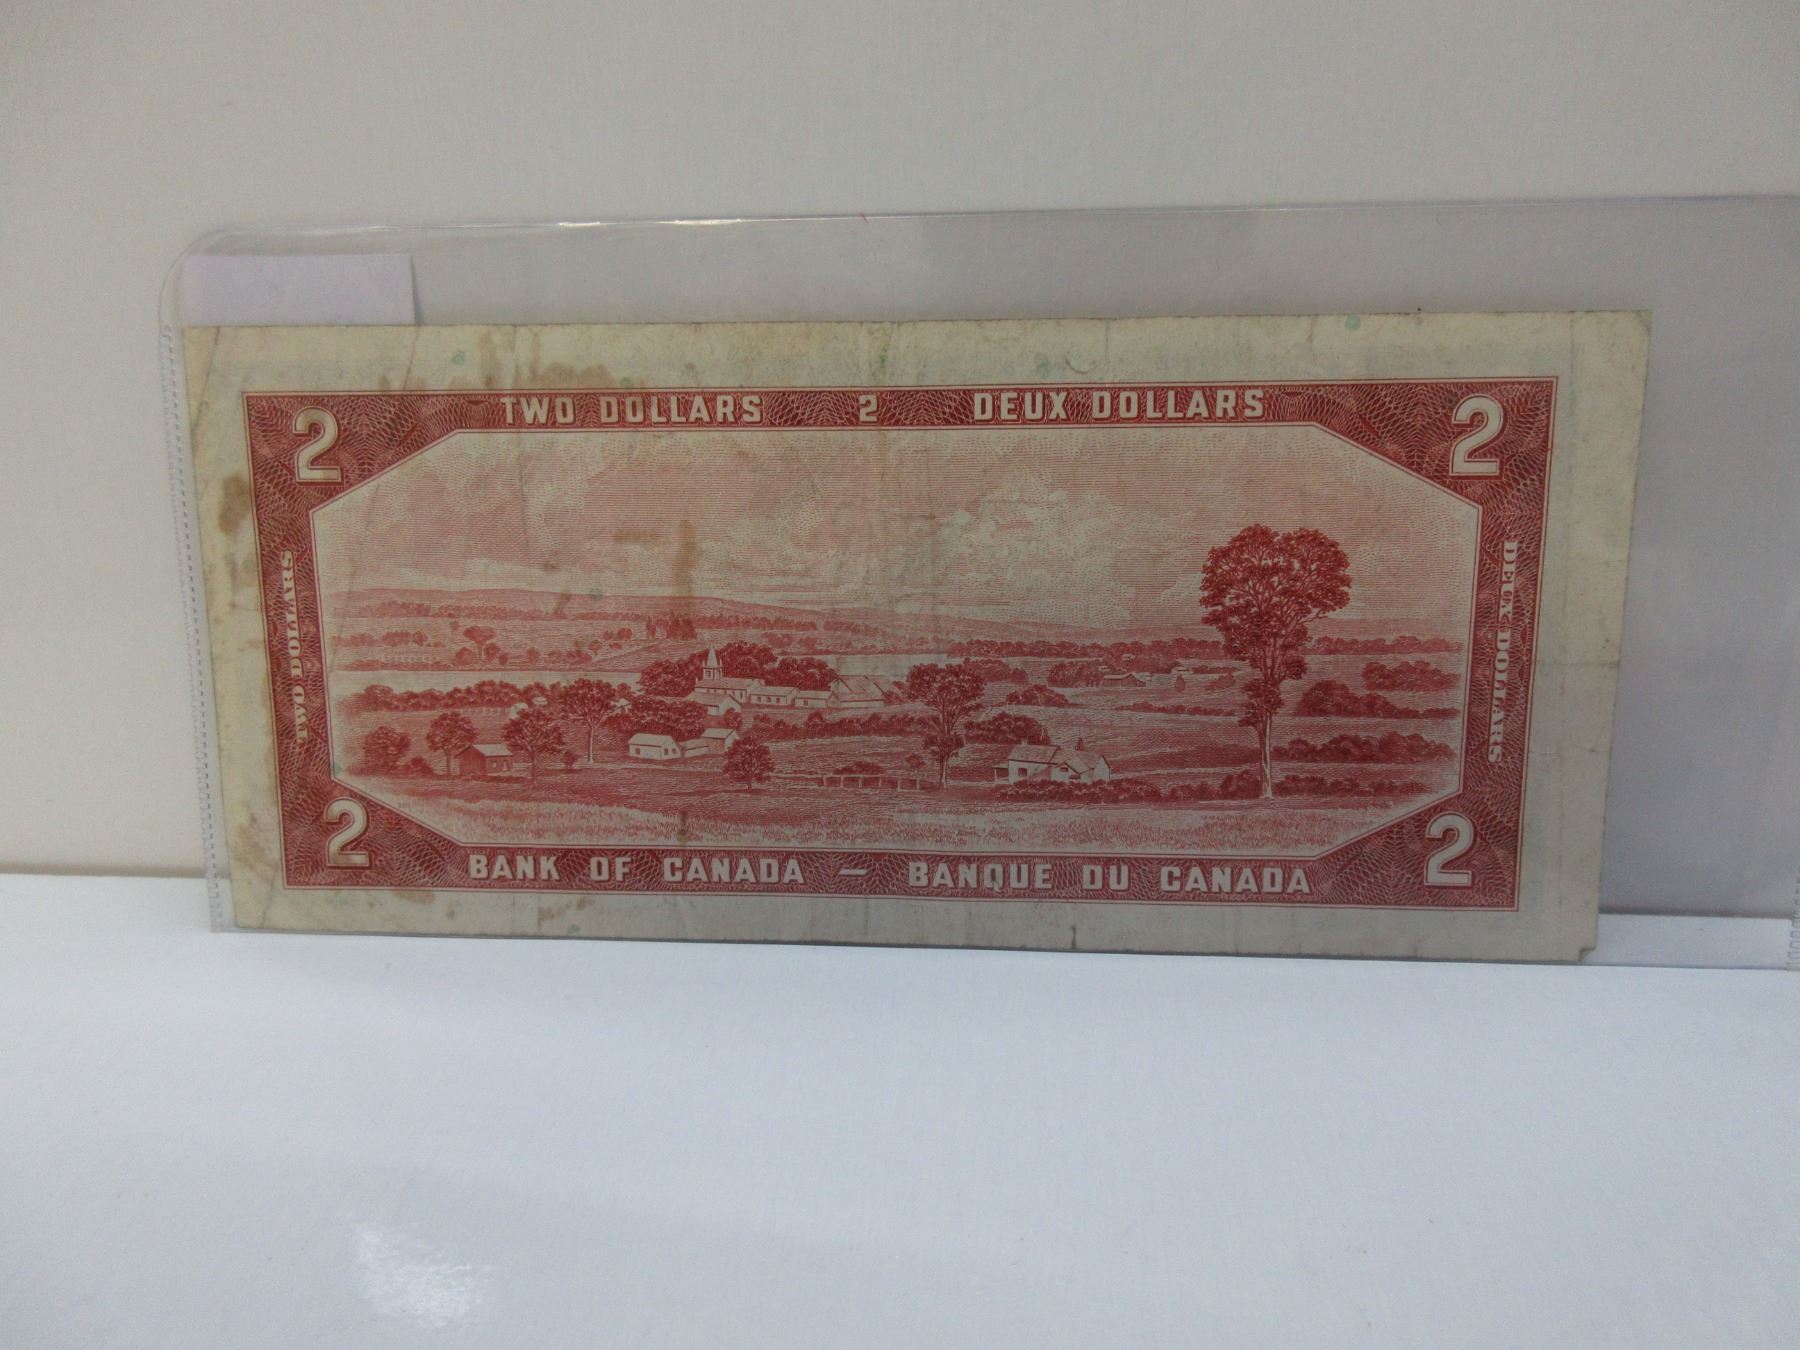 2 TWO DOLLARS 2 DEUX DOLLARS 2
TWO DOLLARS
DEUX DOLLARS
2 BANK OF CANADA — BANQUE DU CANADA 2